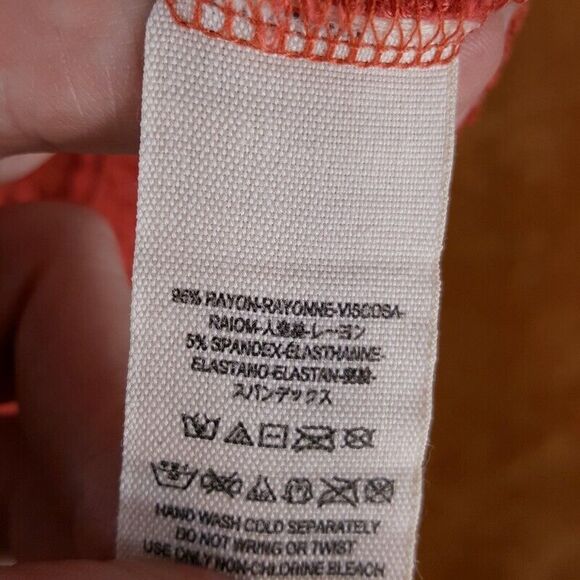 95% RAYON-RAYONNE-VISCOSA-
RAIOM-人造絲-レーヨン
5% SPANDEX-ÉLASTHANNE-
ELASTANO-ELASTAN-
スパンデックス
HAND WASH COLD SEPARATELY
DO NOT WRING OR TWIST
USE ONLY NON-CHLORINE BLEACH